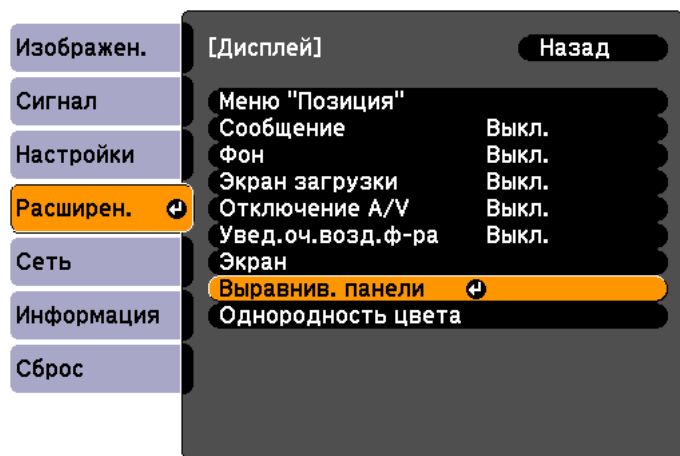 Изображен.
Сигнал
Настройки
Расширен.
Сеть
Информация
Сброс
[Дисплей] Назад
Меню "Позиция"
Сообщение Выкл.
Фон Выкл.
Экран загрузки Выкл.
Отключение A/V Выкл.
Увед.оч.возд.ф-ра Выкл.
Экран
Выравнив. панели
Однородность цвета